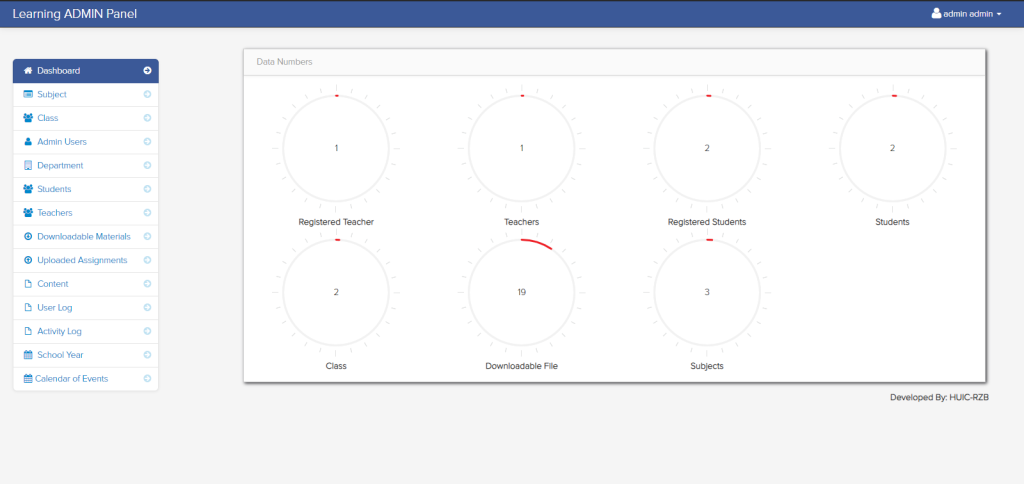 Learning ADMIN Panel
admin admin
Dashboard
Subject
Class
Admin Users
Department
Students
Teachers
Downloadable Materials
Uploaded Assignments
Content
User Log
Activity Log
School Year
Calendar of Events
Data Numbers
1
1
2
2
Registered Teacher
Teachers
Registered Students
Students
2
19
3
Class
Downloadable File
Subjects
Developed By: HUIC-RZB